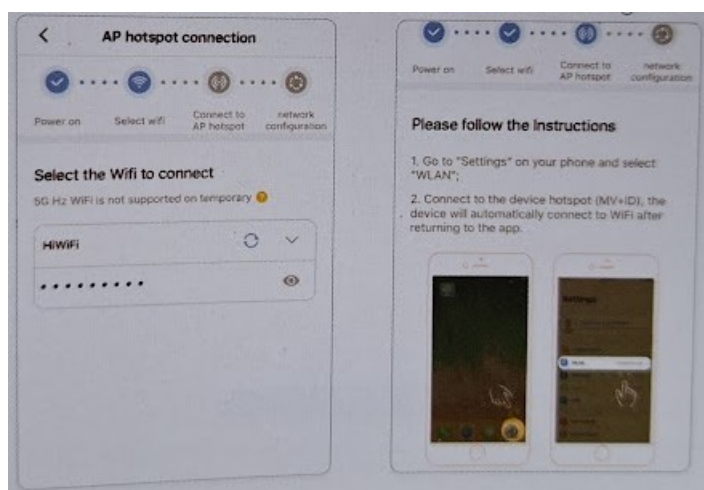 AP hotspot connection
Power on
Select wifi
Connect to
AP hotspot
network
configuration
Select the Wifi to connect
5G Hz WiFi is not supported on temporary
HiWiFi
Power on
Select wifi
Connect to
AP hotspot
network
configuration
Please follow the Instructions
1. Go to "Settings" on your phone and select
"WLAN";
2. Connect to the device hotspot (MV+ID), the
device will automatically connect to WiFi after
returning to the app.
Settings
WLAN